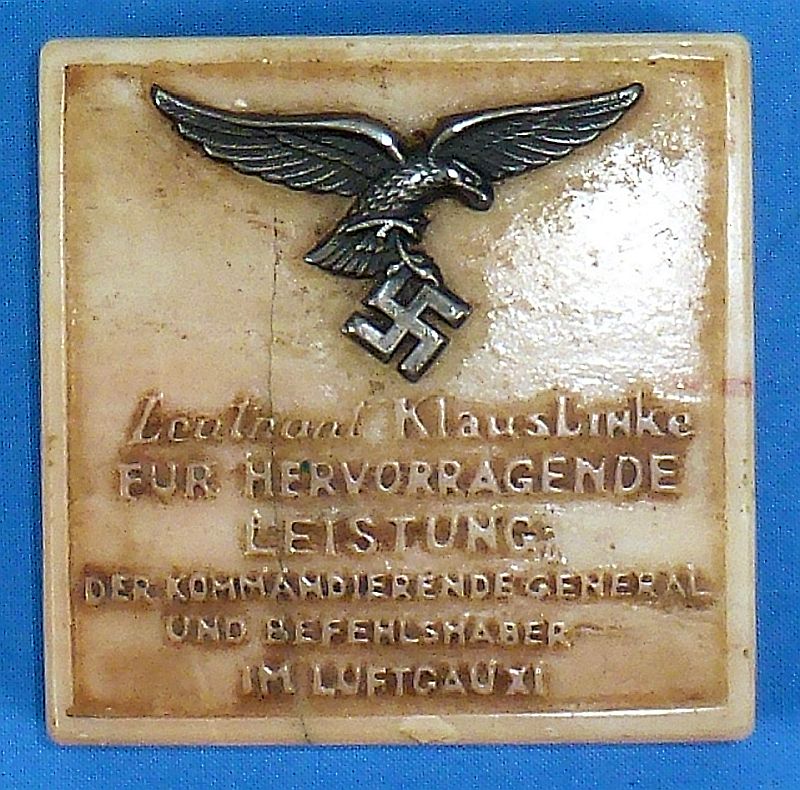 Leutnant Klaus Linke
FUR HERVORRAGENDE
LEISTUNG
DER KOMMANDIERENDE GENERAL
UND BEFEHLSHABER
IM LUFTGAU XI